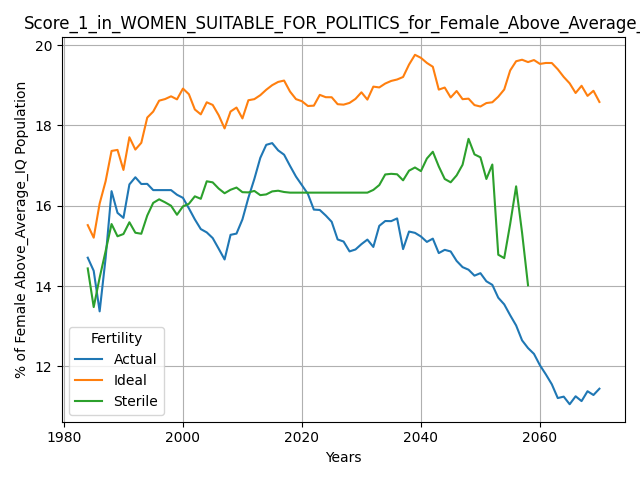 Score_1_in_WOMEN_SUITABLE_FOR_POLITICS_for_Female_Above_Average_
% of Female Above_Average_IQ Population
20
18
16
14
12
Fertility
Actual
Ideal
Sterile
1980
2000
2020
2040
2060
Years